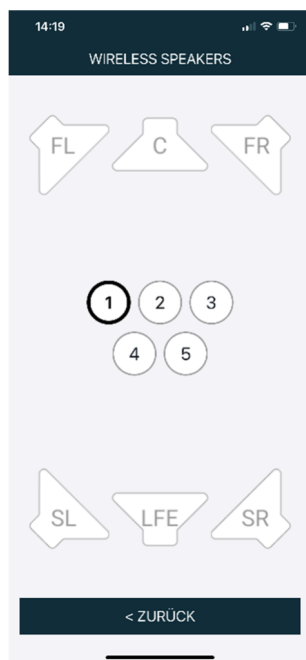 14:19
WIRELESS SPEAKERS
FL C FR
1 2 3
4 5
SL LFE SR
< ZURÜCK